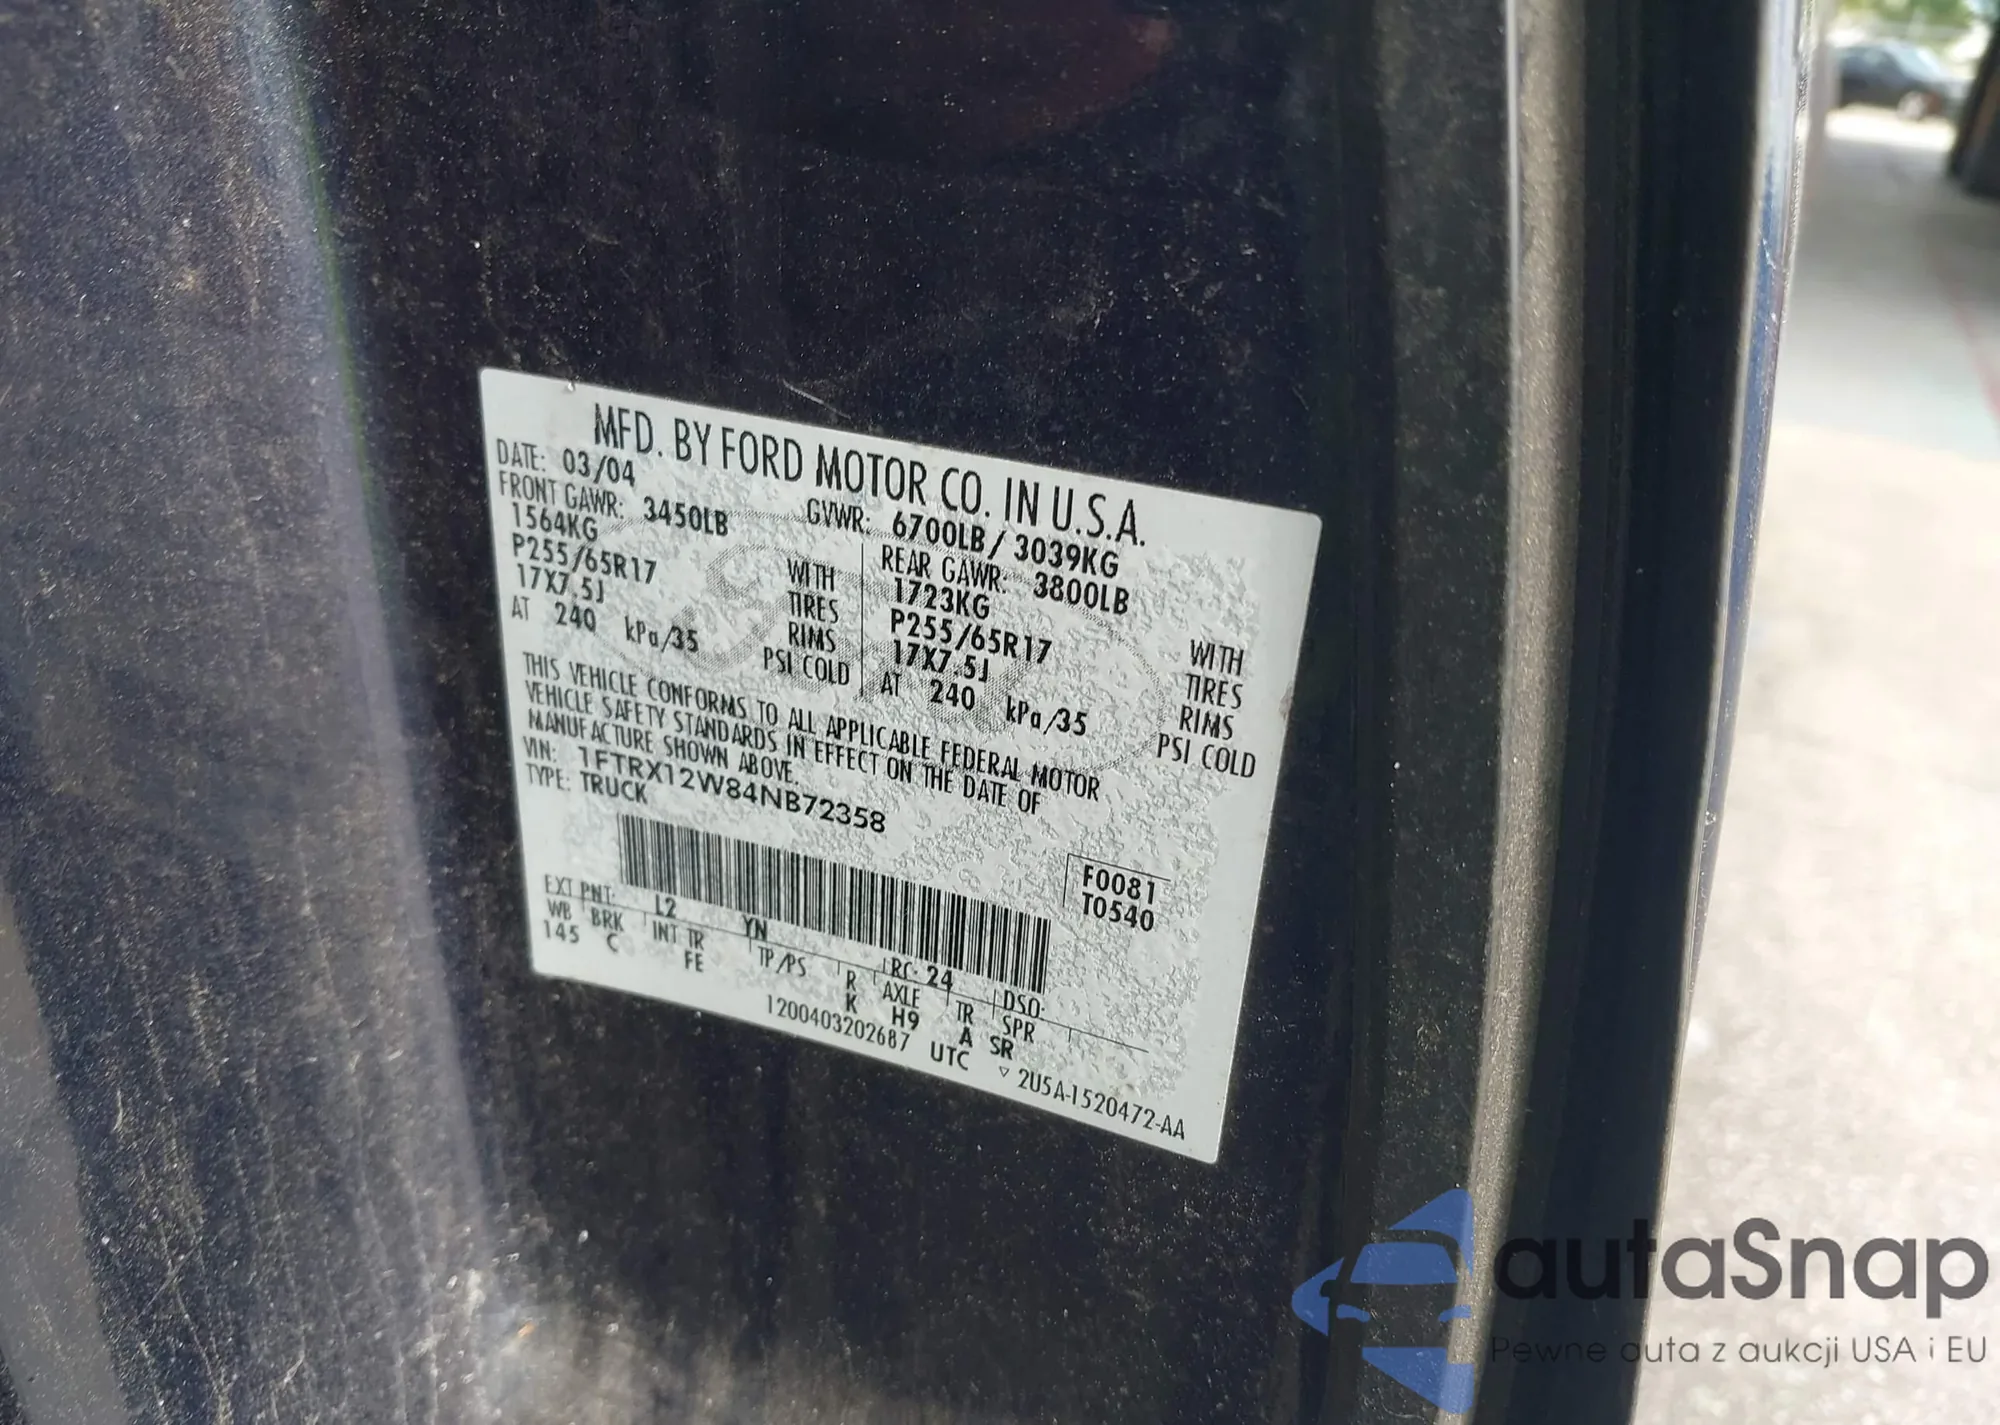 MFD. BY FORD MOTOR CO. IN U.S.A.
DATE: 03/04 GVWR: 6700LB / 3039KG
FRONT GAWR: 3450LB REAR GAWR: 3800LB
1564KG WITH 1723KG WITH
P255/65R17 TIRES P255/65R17 TIRES
17X7.5J RIMS 17X7.5J RIMS
AT 240 kPa/35 PSI COLD AT 240 kPa/35 PSI COLD
THIS VEHICLE CONFORMS TO ALL APPLICABLE FEDERAL MOTOR
VEHICLE SAFETY STANDARDS IN EFFECT ON THE DATE OF
MANUFACTURE SHOWN ABOVE.
VIN: 1FTRX12W84NB72358
TYPE: TRUCK
F0081
T0540
EXT PNT: L2 YN RC: 24 DSO:
WB BRK INT TR TP/PS R AXLE TR SPR
145 C FE K H9 A SR
1200403202687 UTC ▽ 2U5A-1520472-AA
autaSnap
Pewne auta z aukcji USA i EU